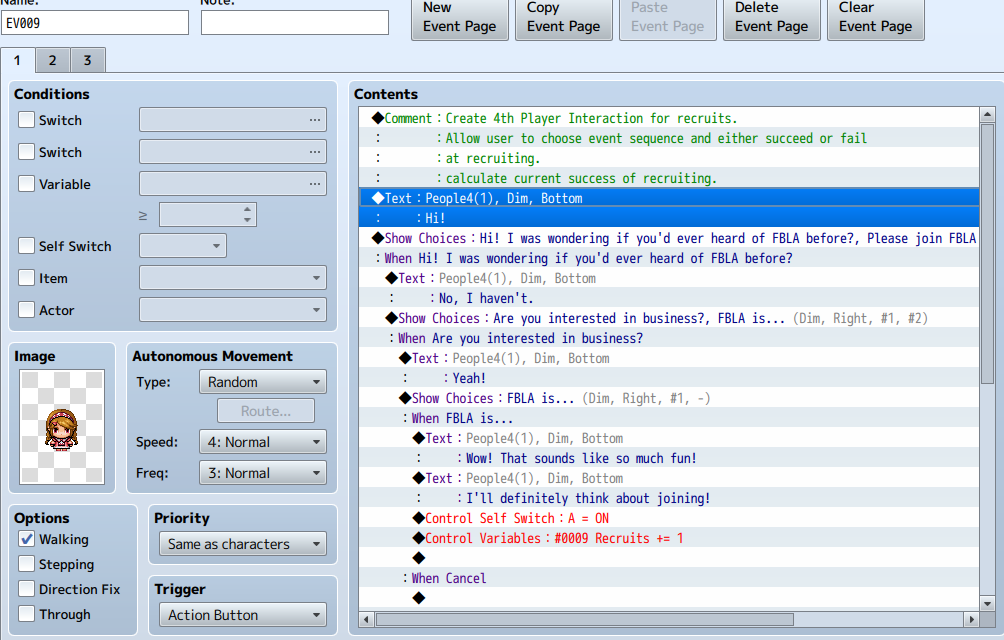 Name:
Note:
EV009
New
Event Page
Copy
Event Page
Paste
Event Page
Delete
Event Page
Clear
Event Page
1
2
3
Conditions
Switch
...
Switch
...
Variable
...
≥
Self Switch
Item
Actor
Image
Autonomous Movement
Type:
Random
Route...
Speed:
4: Normal
Freq:
3: Normal
Options
Walking
Stepping
Direction Fix
Through
Priority
Same as characters
Trigger
Action Button
Contents
◆Comment：Create 4th Player Interaction for recruits.
：　　　：Allow user to choose event sequence and either succeed or fail
：　　　：at recruiting.
：　　　：calculate current success of recruiting.
◆Text：People4(1), Dim, Bottom
：　　：Hi!
◆Show Choices：Hi! I was wondering if you'd ever heard of FBLA before?, Please join FBLA
：When Hi! I was wondering if you'd ever heard of FBLA before?
◆Text：People4(1), Dim, Bottom
：　　：No, I haven't.
◆Show Choices：Are you interested in business?, FBLA is... (Dim, Right, #1, #2)
：When Are you interested in business?
◆Text：People4(1), Dim, Bottom
：　　：Yeah!
◆Show Choices：FBLA is... (Dim, Right, #1, -)
：When FBLA is...
◆Text：People4(1), Dim, Bottom
：　　：Wow! That sounds like so much fun!
◆Text：People4(1), Dim, Bottom
：　　：I'll definitely think about joining!
◆Control Self Switch：A = ON
◆Control Variables：#0009 Recruits += 1
◆
：When Cancel
◆